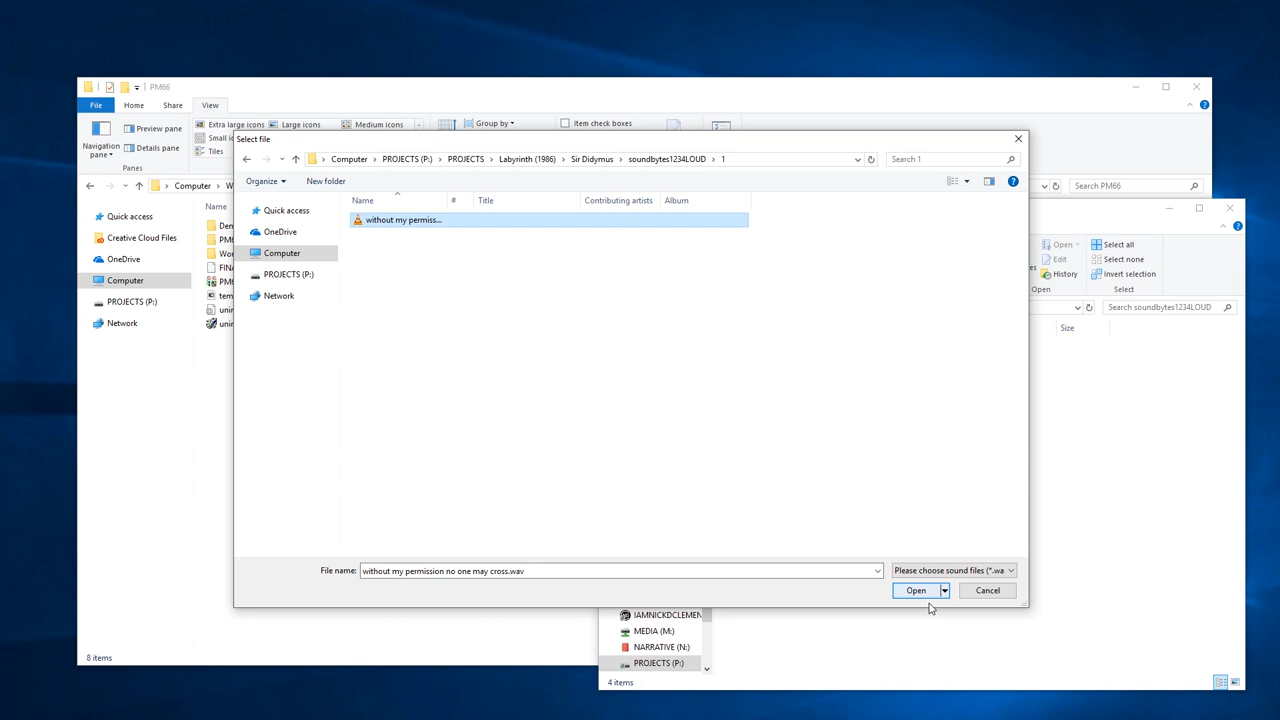 PM66
File Home Share View
Navigation pane
Preview pane
Details pane
Panes
Extra large icons Large icons Medium icons
Tiles
Group by
Item check boxes
Computer
Search PM66
Name
Quick access
Creative Cloud Files
OneDrive
Computer
PROJECTS (P:)
Network
8 items
Select file
Computer PROJECTS (P:) PROJECTS Labyrinth (1986) Sir Didymus soundbytes1234LOUD 1
Search 1
Organize New folder
Name # Title Contributing artists Album
Quick access
OneDrive
Computer
PROJECTS (P:)
Network
without my permiss...
File name: without my permission no one may cross.wav
Please choose sound files (*.wa
Open Cancel
Open Select all
Edit Select none
History Invert selection
Open Select
Search soundbytes1234LOUD
Size
IAMNICKDCLEMEN
MEDIA (M:)
NARRATIVE (N:)
PROJECTS (P:)
4 items